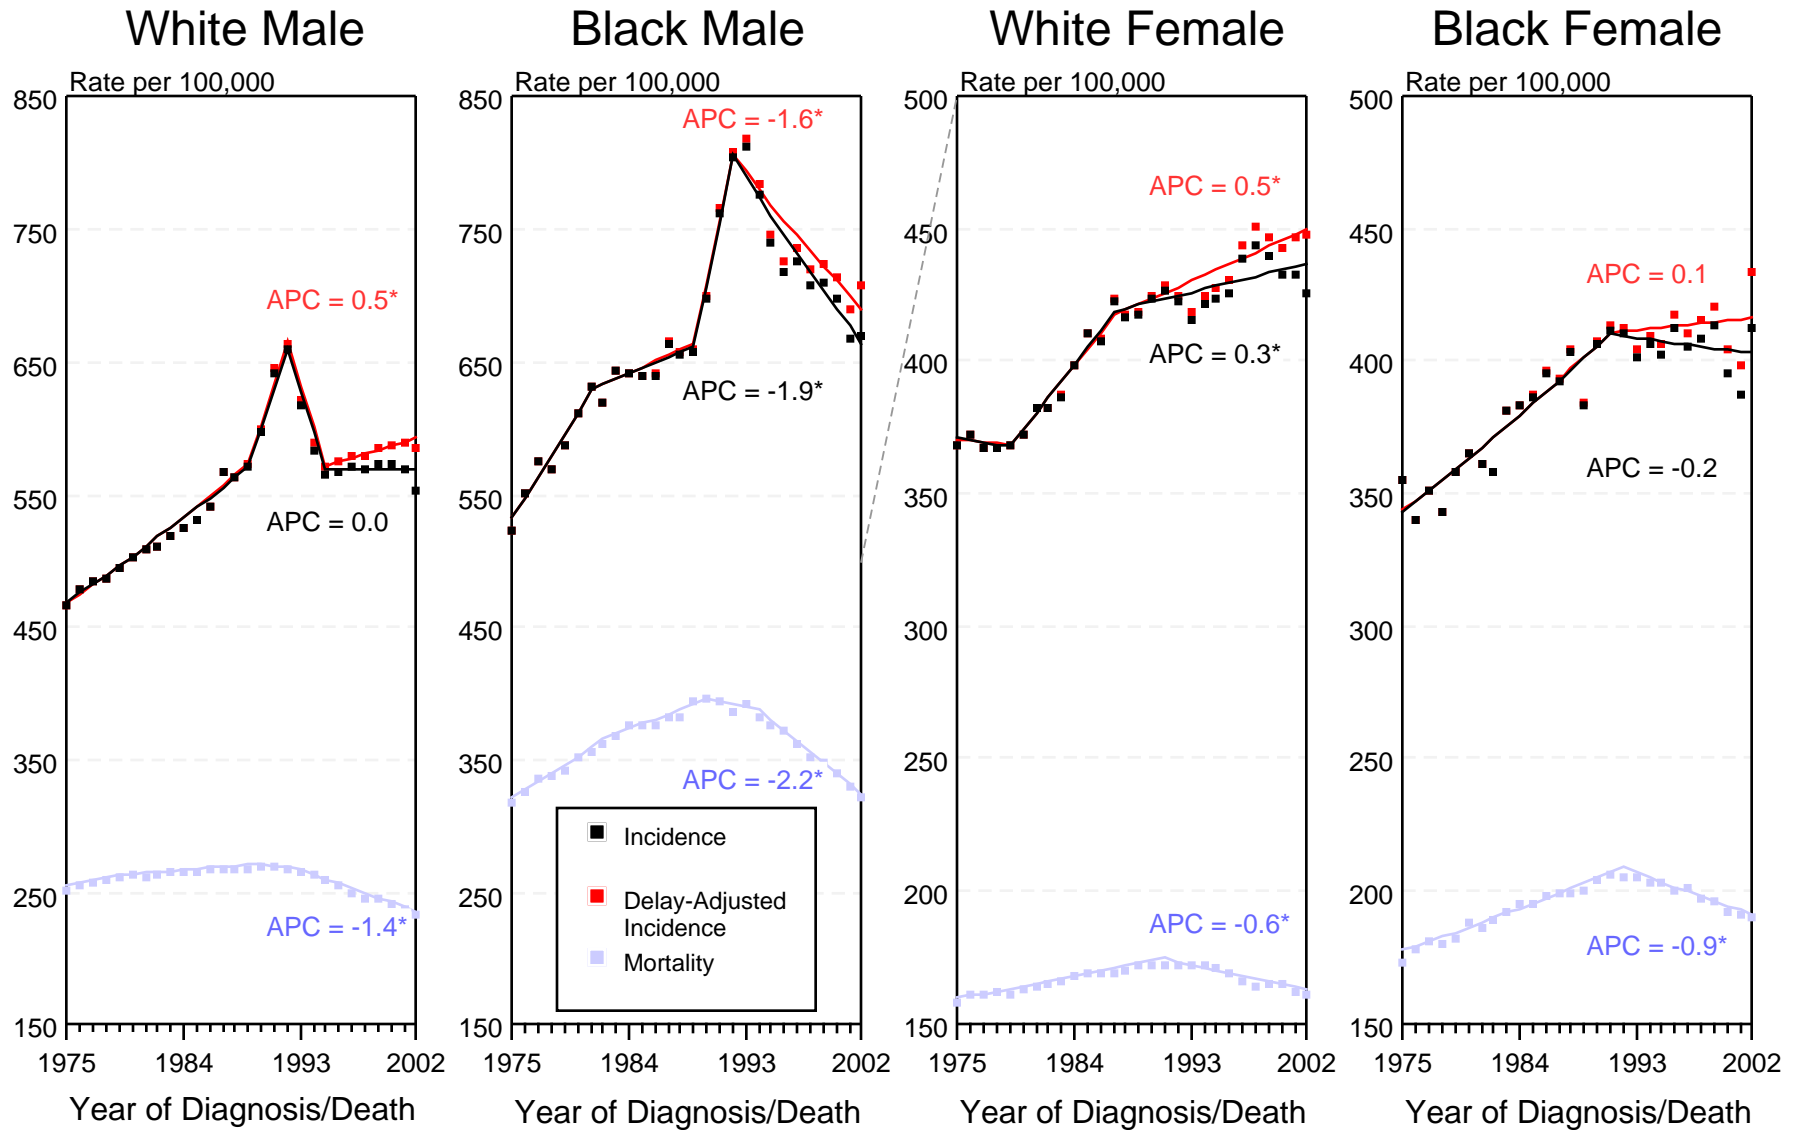 White Male
Black Male
White Female
Black Female
Rate per 100,000
Rate per 100,000
Rate per 100,000
Rate per 100,000
850
750
650
550
450
350
250
150
APC = 0.5*
APC = 0.0
APC = -1.4*
1975
1984
1993
2002
Year of Diagnosis/Death
850
750
650
550
450
350
250
150
APC = -1.6*
APC = -1.9*
APC = -2.2*
Incidence
Delay-Adjusted
Incidence
Mortality
1975
1984
1993
2002
Year of Diagnosis/Death
500
450
400
350
300
250
200
150
APC = 0.5*
APC = 0.3*
APC = -0.6*
1975
1984
1993
2002
Year of Diagnosis/Death
500
450
400
350
300
250
200
150
APC = 0.1
APC = -0.2
APC = -0.9*
1975
1984
1993
2002
Year of Diagnosis/Death